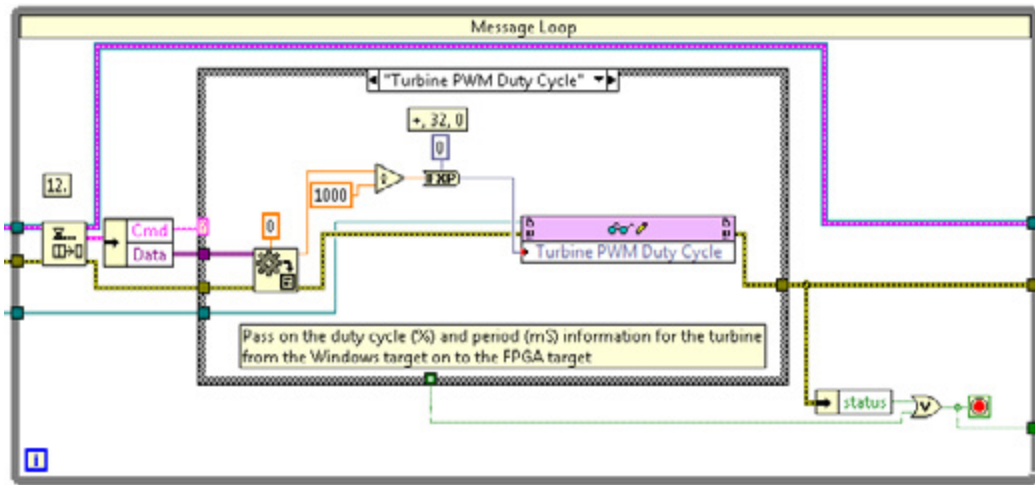 Message Loop
"Turbine PWM Duty Cycle"
+, 32, 0
0
12.
1000
Cmd
0
Data
Turbine PWM Duty Cycle
Pass on the duty cycle (%) and period (mS) information for the turbine
from the Windows target on to the FPGA target
status
i